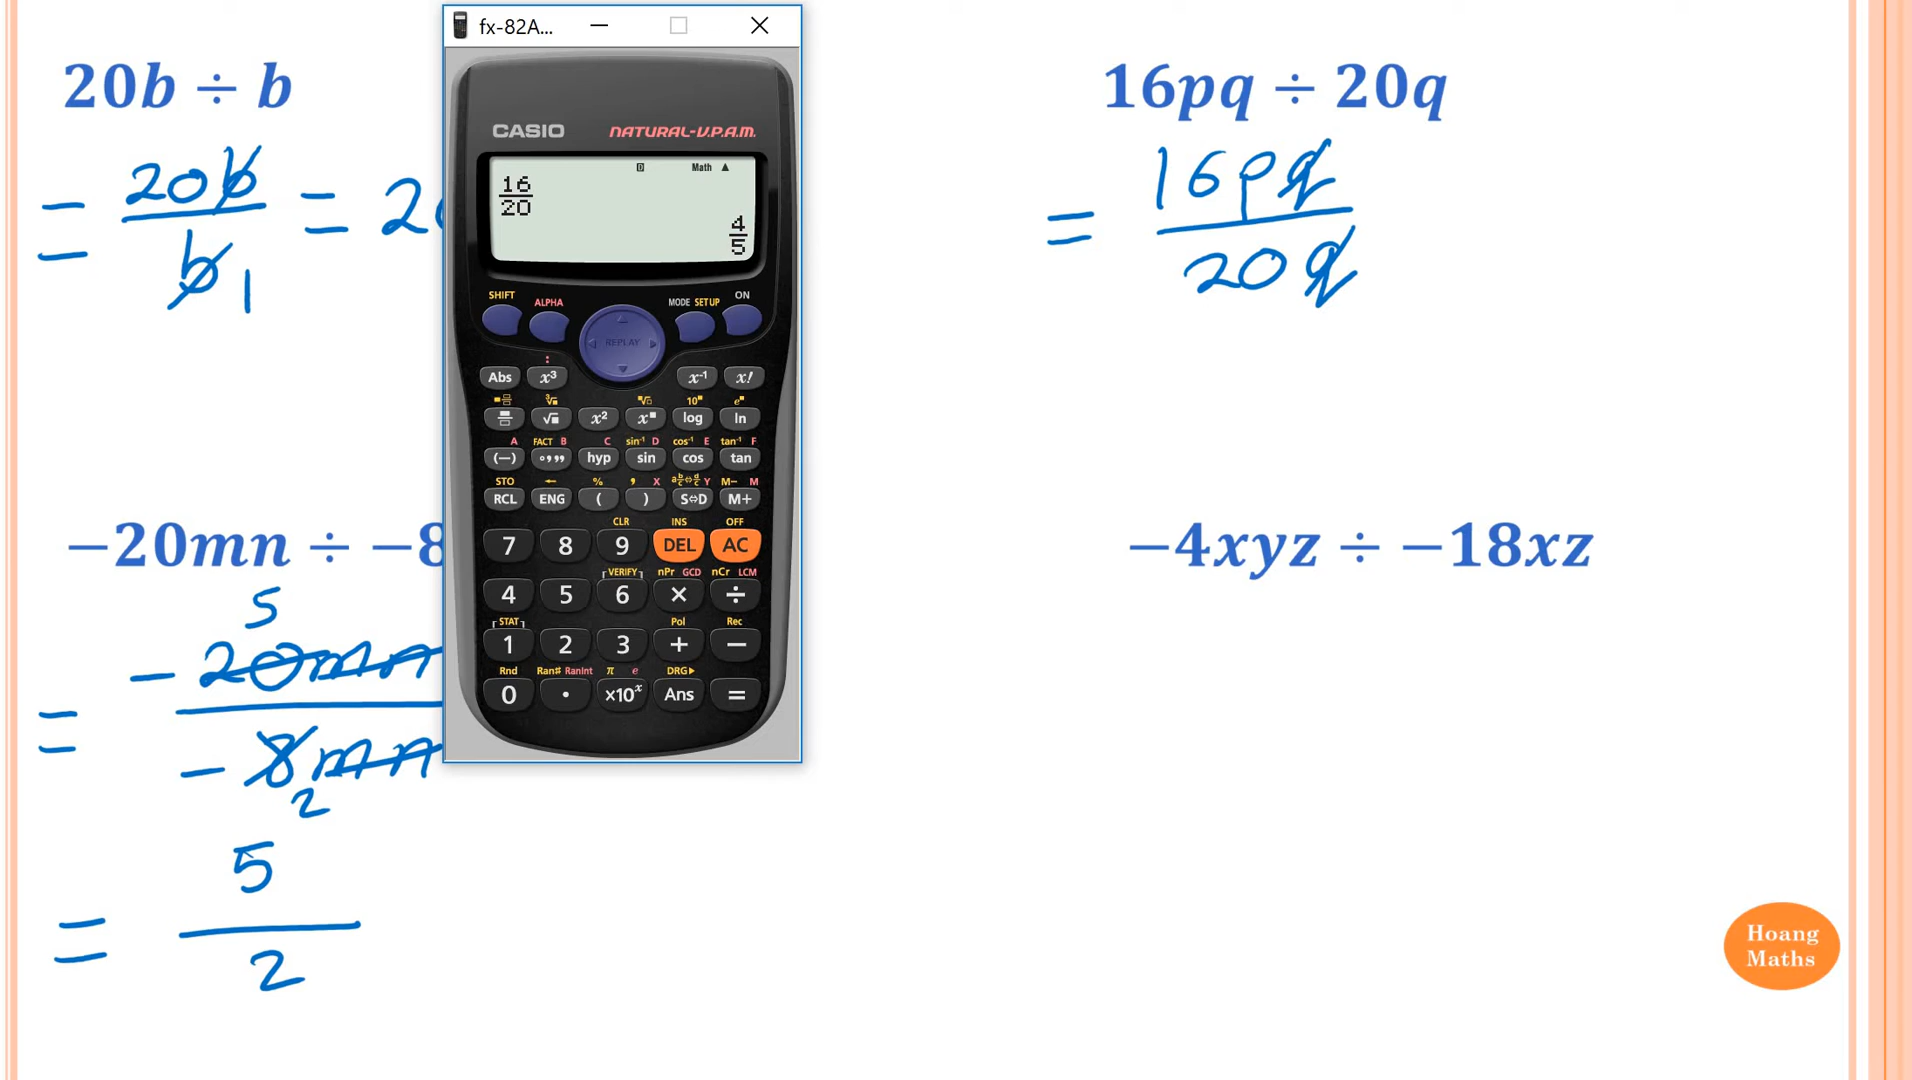 fx-82A...
20b ÷ b
= 20b / b 1 = 2
16pq ÷ 20q
= 16pq / 20q
CASIO NATURAL-V.P.A.M.
D Math ▲
16/20
4/5
SHIFT ALPHA MODE SETUP ON
REPLAY
:
Abs x³ x⁻¹ x!
³√■ ■√□ 10■ e■
√■ x² x■ log ln
A FACT B C sin⁻¹ D cos⁻¹ E tan⁻¹ F
(−) °,,, hyp sin cos tan
STO ← % , X a b/c⇔d/c Y M− M
RCL ENG ( ) S⇔D M+
CLR INS OFF
7 8 9 DEL AC
VERIFY nPr GCD nCr LCM
4 5 6 × ÷
STAT Pol Rec
1 2 3 + −
Rnd Ran# RanInt π e DRG▶
0 · ×10ˣ Ans =
−20mn ÷ −8
5
= −20mn / −8mn
2
= 5 / 2
−4xyz ÷ −18xz
Hoang
Maths